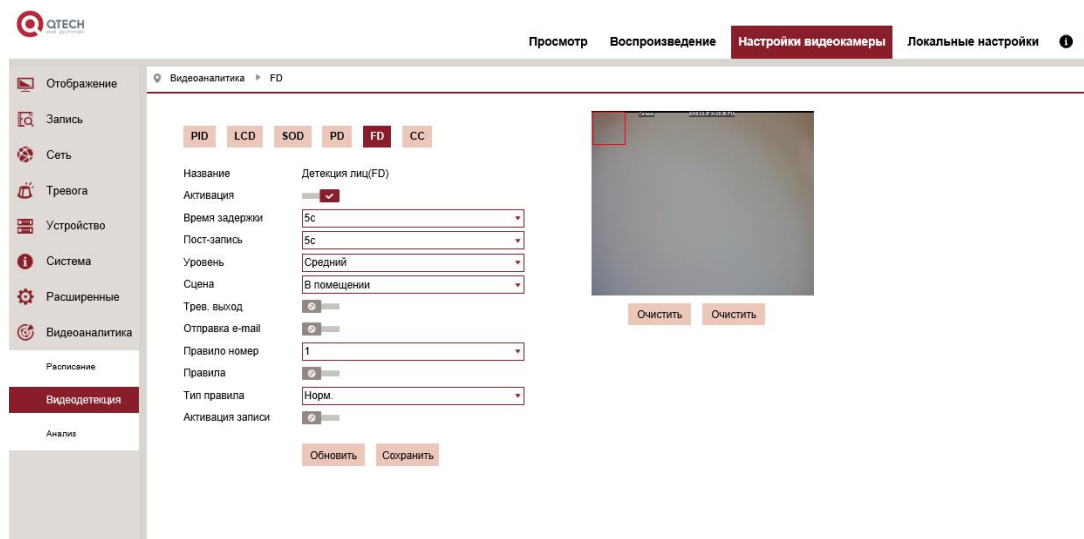 QTECH
Просмотр Воспроизведение Настройки видеокамеры Локальные настройки
Отображение
Запись
Сеть
Тревога
Устройство
Система
Расширенные
Видеоаналитика
Расписание
Видеодетекция
Анализ
Видеоаналитика FD
PID LCD SOD PD FD CC
Название Детекция лиц(FD)
Активация
Время задержки 5с
Пост-запись 5с
Уровень Средний
Сцена В помещении
Трев. выход
Отправка e-mail
Правило номер 1
Правила
Тип правила Норм.
Активация записи
Обновить Сохранить
Очистить Очистить